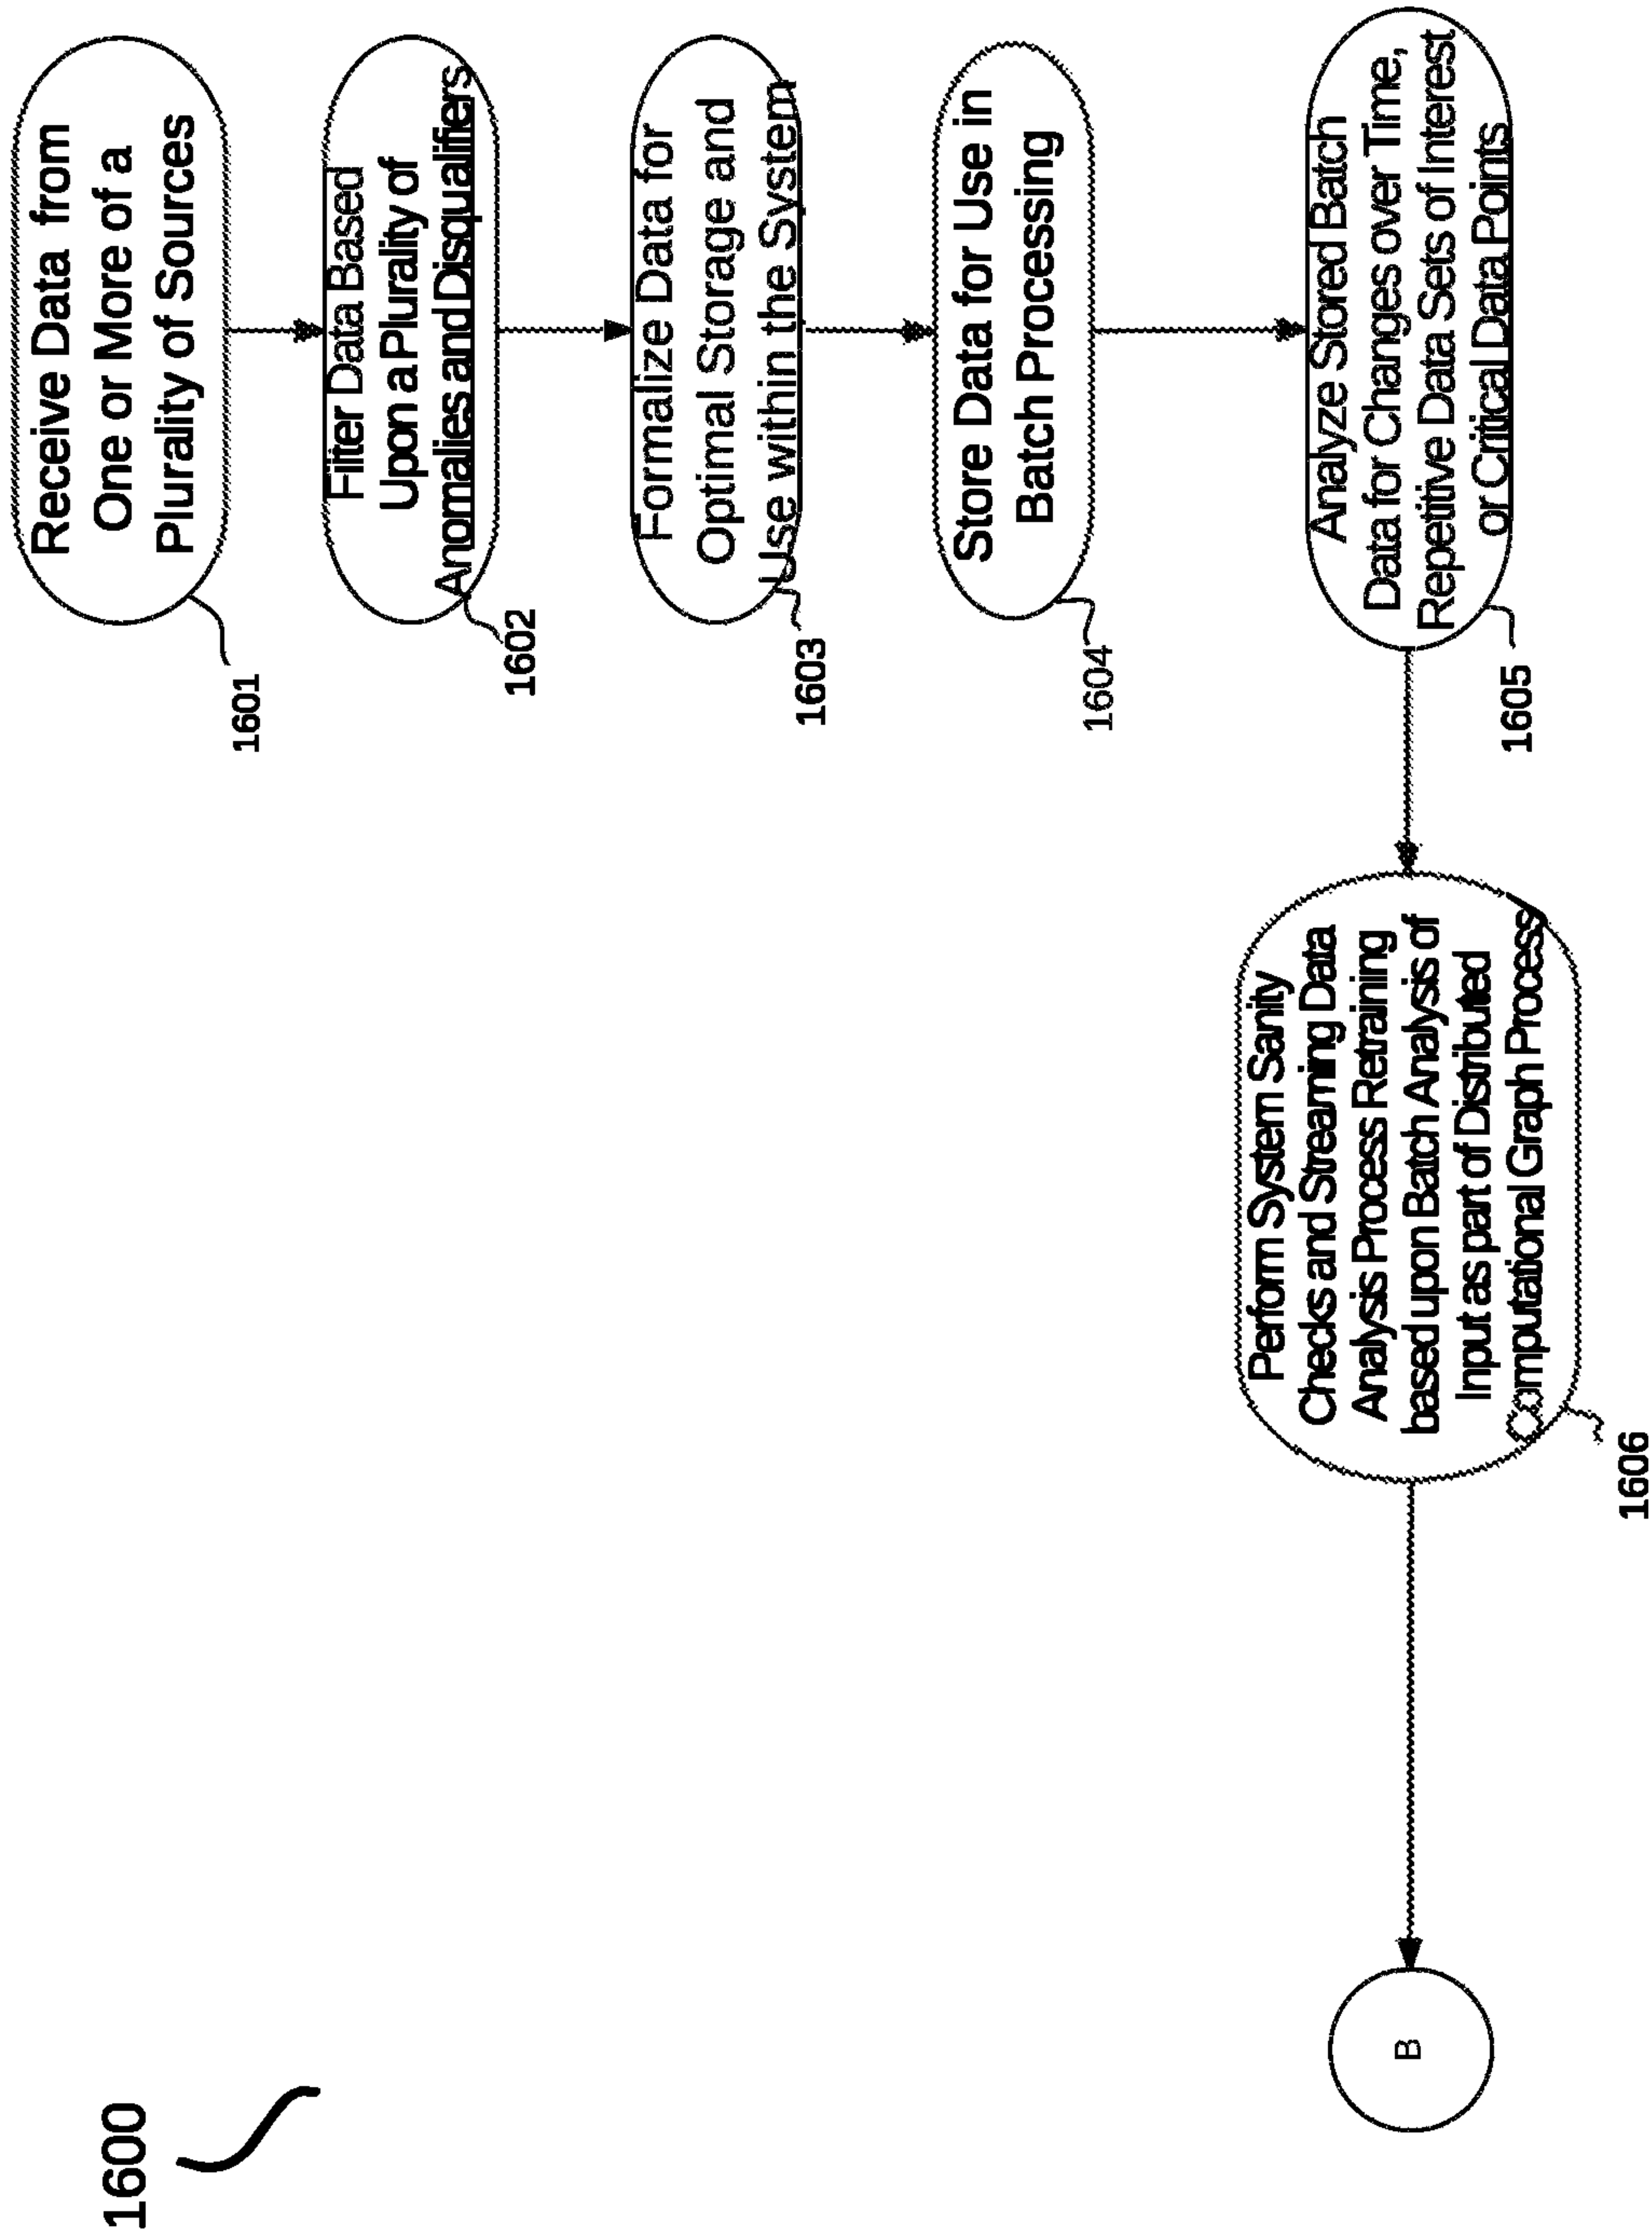 1600
Receive Data from
One or More of a
Plurality of Sources
1601
Filter Data Based
Upon a Plurality of
Anomalies and Disqualifiers
1602
Formalize Data for
Optimal Storage and
Use within the System
1603
Store Data for Use in
Batch Processing
1604
Analyze Stored Batch
Data for Changes over Time,
Repetitive Data Sets of Interest
or Critical Data Points
1605
Perform System Sanity
Checks and Streaming Data
Analysis Process Retraining
based upon Batch Analysis of
Input as part of Distributed
Computational Graph Process
1606
B